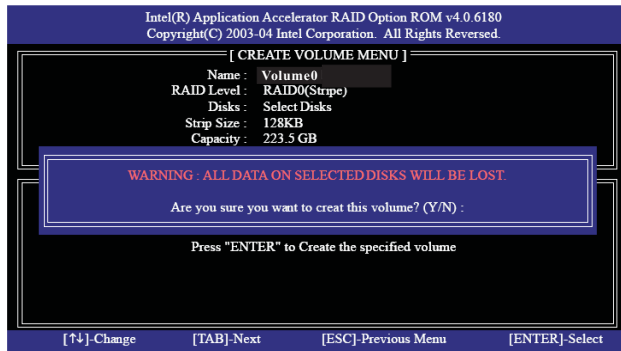 Intel(R) Application Accelerator RAID Option ROM v4.0.6180
Copyright(C) 2003-04 Intel Corporation. All Rights Reversed.
[ CREATE VOLUME MENU ]
Name : Volume0
RAID Level : RAID0(Stripe)
Disks : Select Disks
Strip Size : 128KB
Capacity : 223.5 GB
WARNING : ALL DATA ON SELECTED DISKS WILL BE LOST.
Are you sure you want to creat this volume? (Y/N) :
Press "ENTER" to Create the specified volume
[↑↓]-Change [TAB]-Next [ESC]-Previous Menu [ENTER]-Select